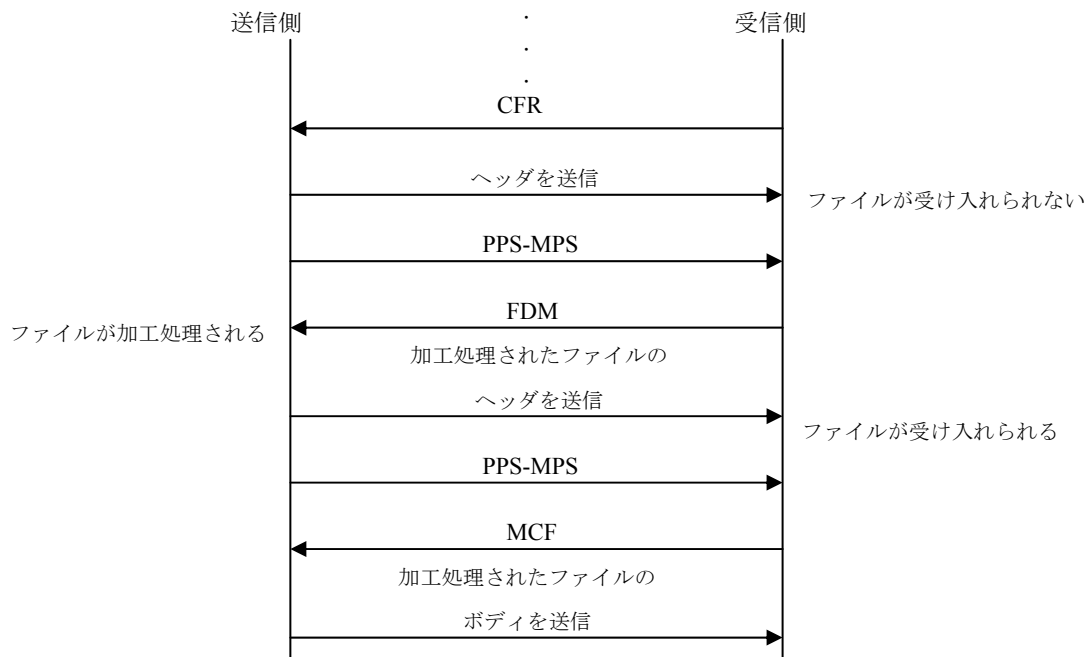 送信側
.
受信側
.
.
CFR
ヘッダを送信
ファイルが受け入れられない
PPS-MPS
FDM
ファイルが加工処理される
加工処理されたファイルの
ヘッダを送信
ファイルが受け入れられる
PPS-MPS
MCF
加工処理されたファイルの
ボディを送信